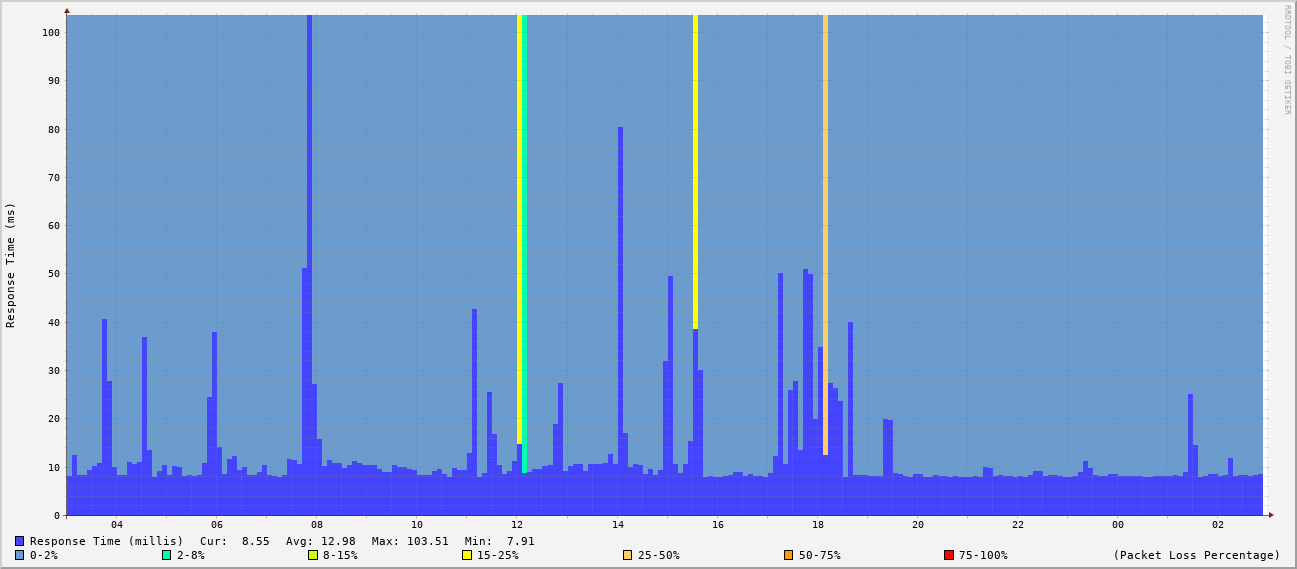 RRDTOOL / TOBI OETIKER
Response Time (ms)
100
90
80
70
60
50
40
30
20
10
0
04 06 08 10 12 14 16 18 20 22 00 02
Response Time (millis) Cur: 8.55 Avg: 12.98 Max: 103.51 Min: 7.91
0-2% 2-8% 8-15% 15-25% 25-50% 50-75% 75-100% (Packet Loss Percentage)